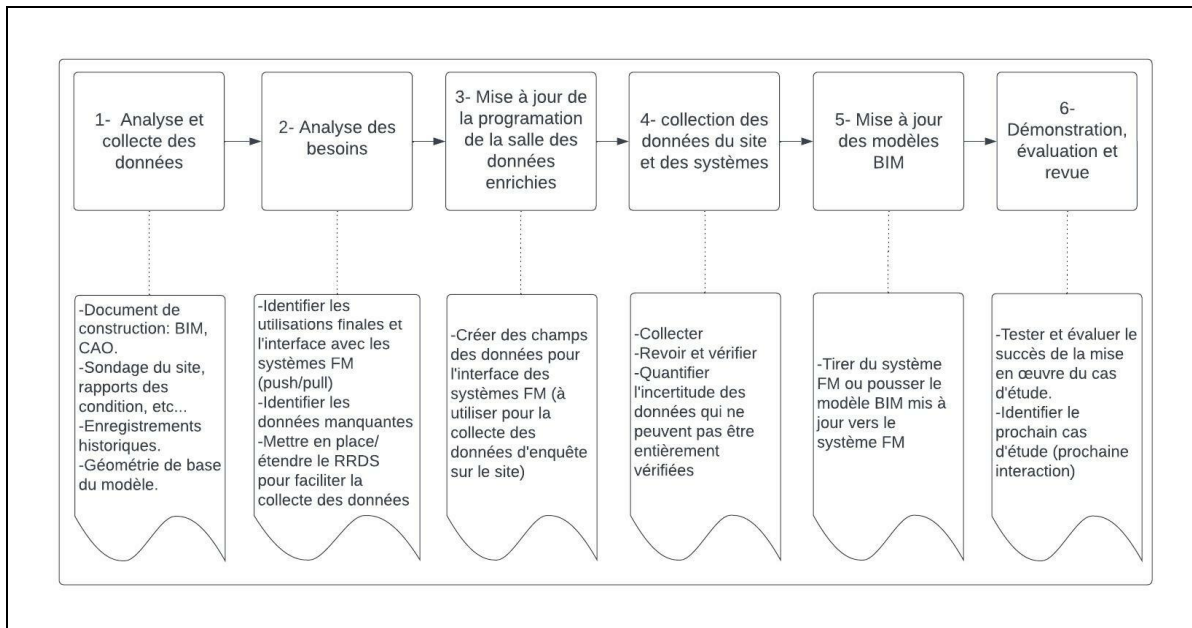 1- Analyse et
collecte des
données
2- Analyse des
besoins
3- Mise à jour de
la programation
de la salle des
données
enrichies
4- collection des
données du site
et des systèmes
5- Mise à jour
des modèles
BIM
6-
Démonstration,
évaluation et
revue
-Document de
construction: BIM,
CAO.
-Sondage du site,
rapports des
condition, etc...
-Enregistrements
historiques.
-Géométrie de base
du modèle.
-Identifier les
utilisations finales et
l'interface avec les
systèmes FM
(push/pull)
-Identifier les
données manquantes
-Mettre en place/
étendre le RRDS
pour faciliter la
collecte des données
-Créer des champs
des données pour
l'interface des
systèmes FM (à
utiliser pour la
collecte des
données d'enquête
sur le site)
-Collecter
-Revoir et vérifier
-Quantifier
l'incertitude des
données qui ne
peuvent pas être
entièrement
vérifiées
-Tirer du système
FM ou pousser le
modèle BIM mis à
jour vers le
système FM
-Tester et évaluer le
succès de la mise
en œuvre du cas
d'étude.
-Identifier le
prochain cas
d'étude (prochaine
interaction)